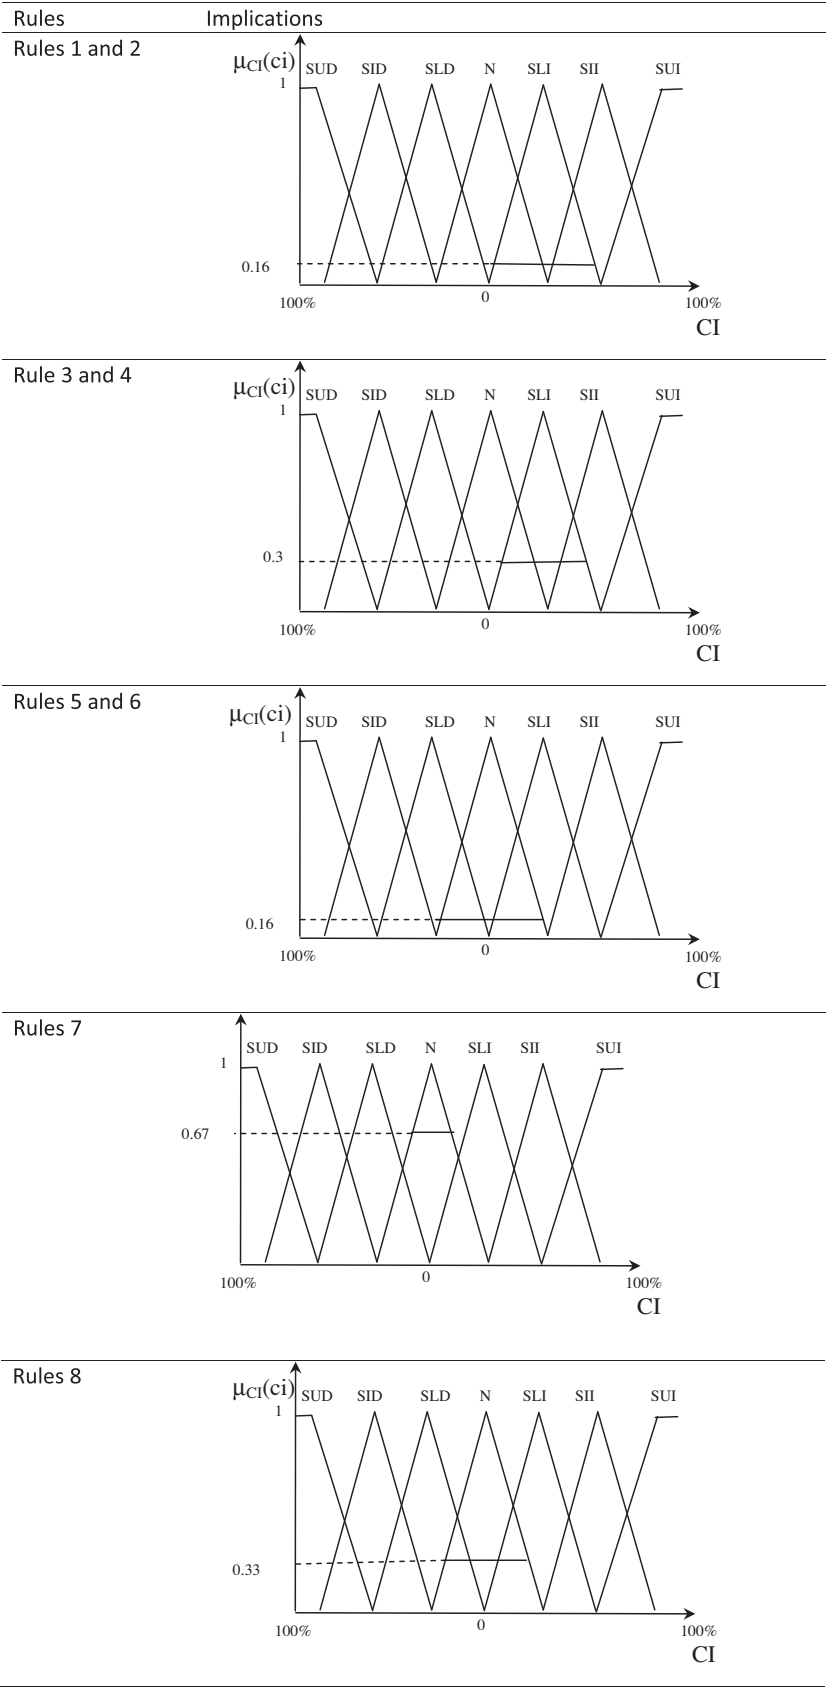 Rules Implications
Rules 1 and 2
μCI(ci) SUD SID SLD N SLI SII SUI
1
0.16
100% 0 100%
CI
Rule 3 and 4
μCI(ci) SUD SID SLD N SLI SII SUI
1
0.3
100% 0 100%
CI
Rules 5 and 6
μCI(ci) SUD SID SLD N SLI SII SUI
1
0.16
100% 0 100%
CI
Rules 7
SUD SID SLD N SLI SII SUI
1
0.67
100% 0 100%
CI
Rules 8
μCI(ci) SUD SID SLD N SLI SII SUI
1
0.33
100% 0 100%
CI